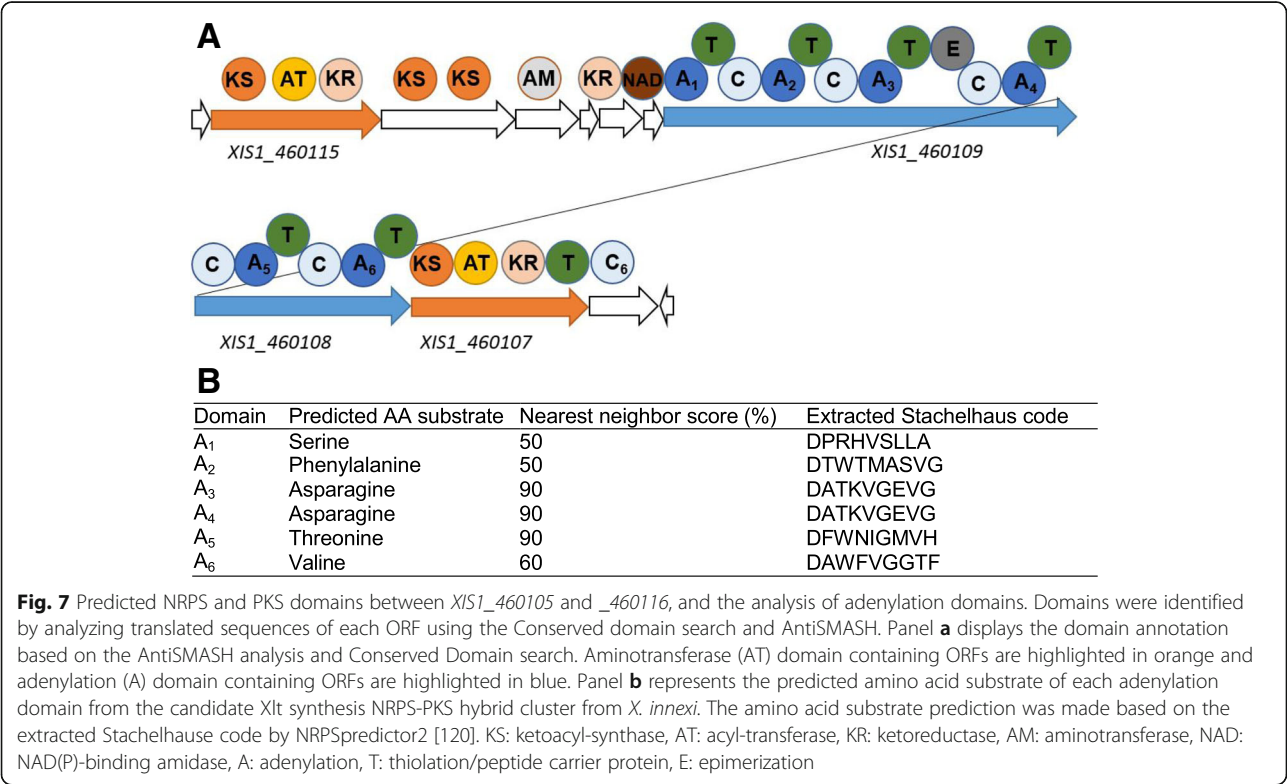 A
T T T E T
KS AT KR KS KS AM KR NAD A1 C A2 C A3 C A4
XIS1_460115 XIS1_460109
T T
C A5 C A6 KS AT KR T C6
XIS1_460108 XIS1_460107
B
Domain Predicted AA substrate Nearest neighbor score (%) Extracted Stachelhaus code
A1 Serine 50 DPRHVSLLA
A2 Phenylalanine 50 DTWTMASVG
A3 Asparagine 90 DATKVGEVG
A4 Asparagine 90 DATKVGEVG
A5 Threonine 90 DFWNIGMVH
A6 Valine 60 DAWFVGGTF
Fig. 7 Predicted NRPS and PKS domains between XIS1_460105 and _460116, and the analysis of adenylation domains. Domains were identified
by analyzing translated sequences of each ORF using the Conserved domain search and AntiSMASH. Panel a displays the domain annotation
based on the AntiSMASH analysis and Conserved Domain search. Aminotransferase (AT) domain containing ORFs are highlighted in orange and
adenylation (A) domain containing ORFs are highlighted in blue. Panel b represents the predicted amino acid substrate of each adenylation
domain from the candidate Xlt synthesis NRPS-PKS hybrid cluster from X. innexi. The amino acid substrate prediction was made based on the
extracted Stachelhause code by NRPSpredictor2 [120]. KS: ketoacyl-synthase, AT: acyl-transferase, KR: ketoreductase, AM: aminotransferase, NAD:
NAD(P)-binding amidase, A: adenylation, T: thiolation/peptide carrier protein, E: epimerization